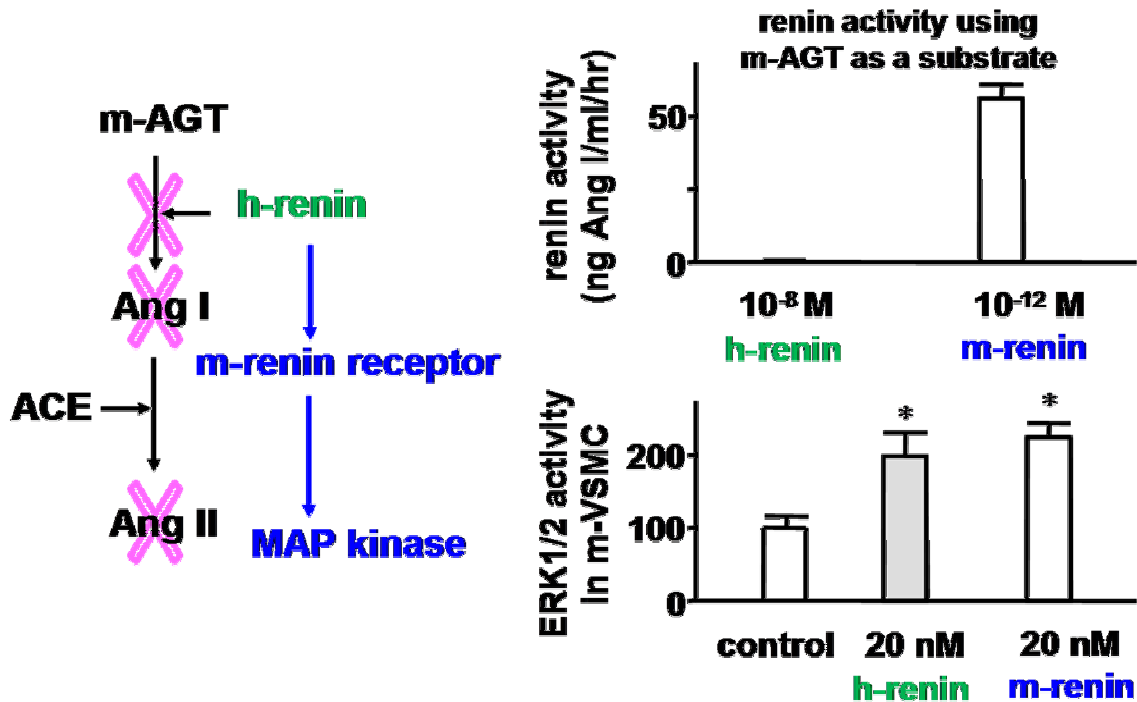 m-AGT
h-renin
Ang I
m-renin receptor
ACE
Ang II
MAP kinase
renin activity using
m-AGT as a substrate
renin activity
(ng Ang I/ml/hr)
50
0
10-8 M
10-12 M
h-renin
m-renin
ERK1/2 activity
In m-VSMC
200
100
0
*
*
control
20 nM
20 nM
h-renin
m-renin